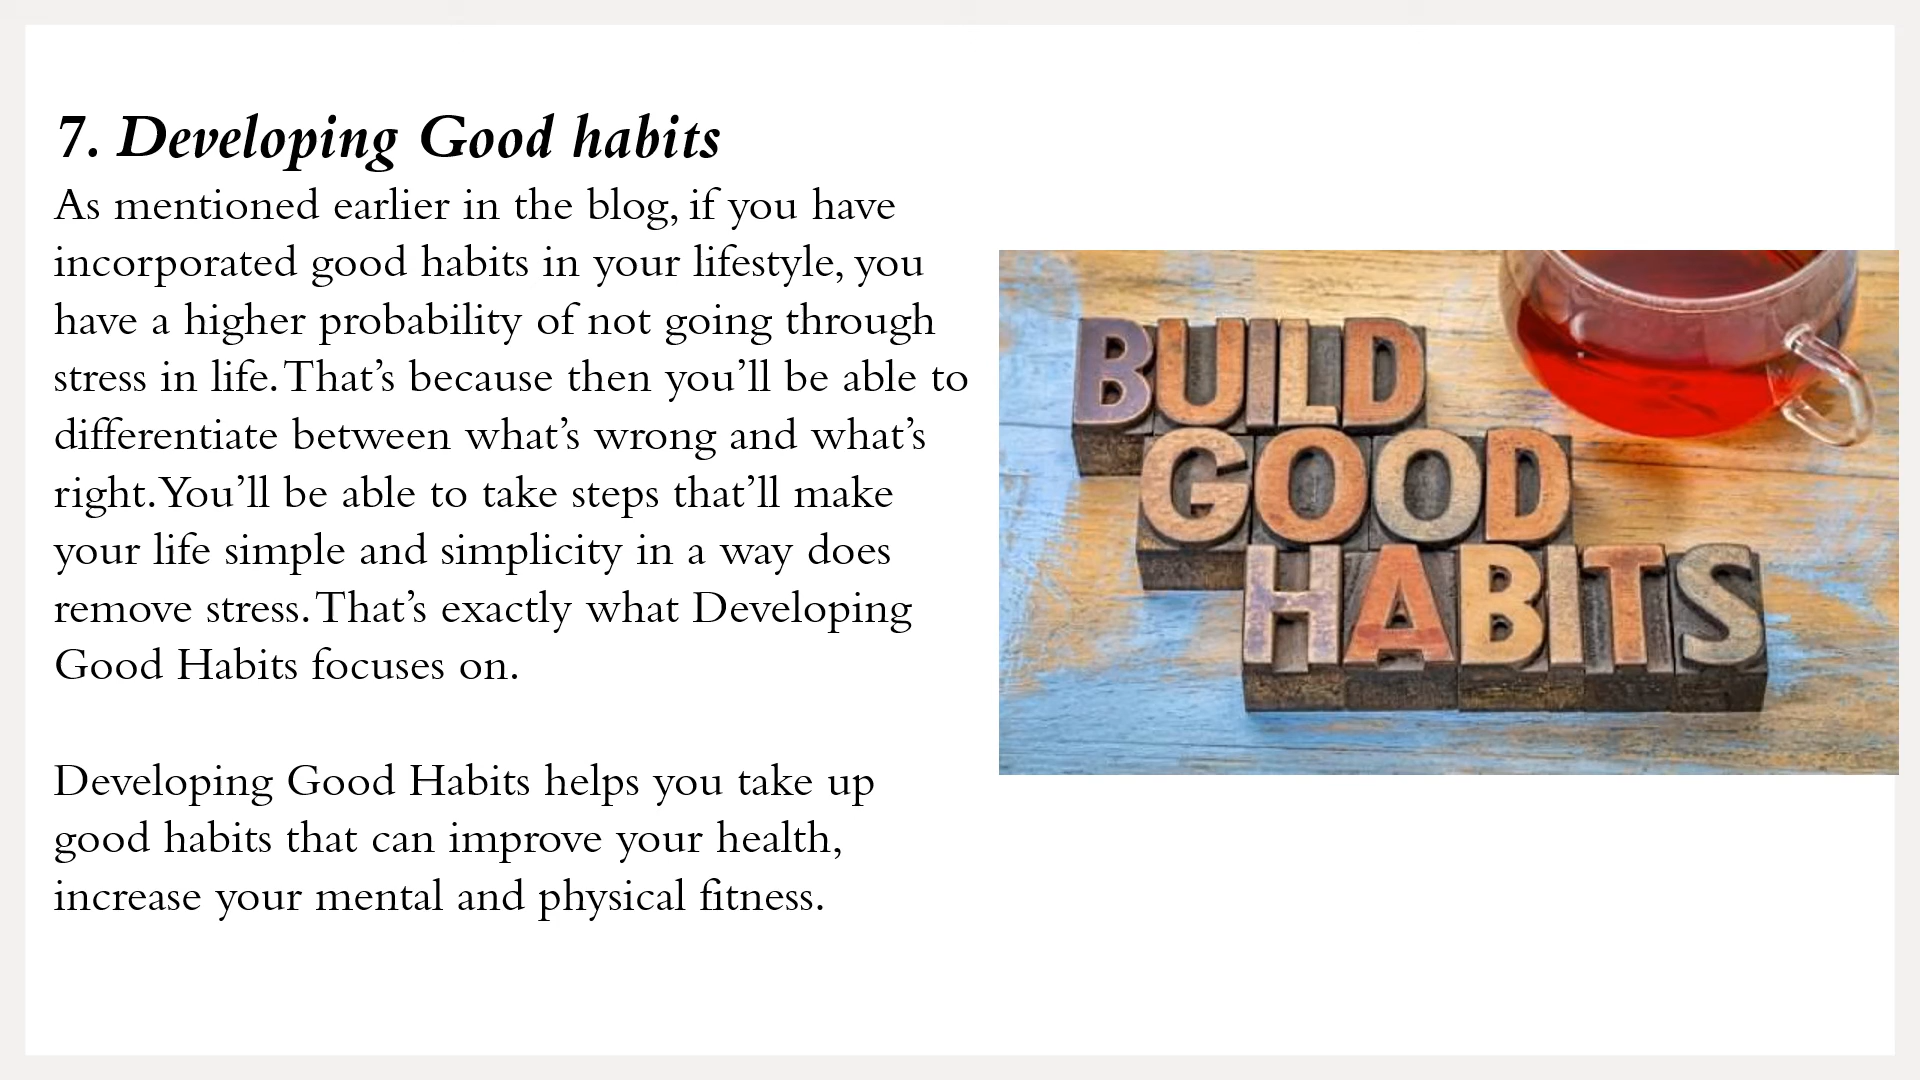 7. Developing Good habits
As mentioned earlier in the blog, if you have
incorporated good habits in your lifestyle, you
have a higher probability of not going through
stress in life. That’s because then you’ll be able to
differentiate between what’s wrong and what’s
right. You’ll be able to take steps that’ll make
your life simple and simplicity in a way does
remove stress. That’s exactly what Developing
Good Habits focuses on.
Developing Good Habits helps you take up
good habits that can improve your health,
increase your mental and physical fitness.
BUILD
GOOD
HABITS